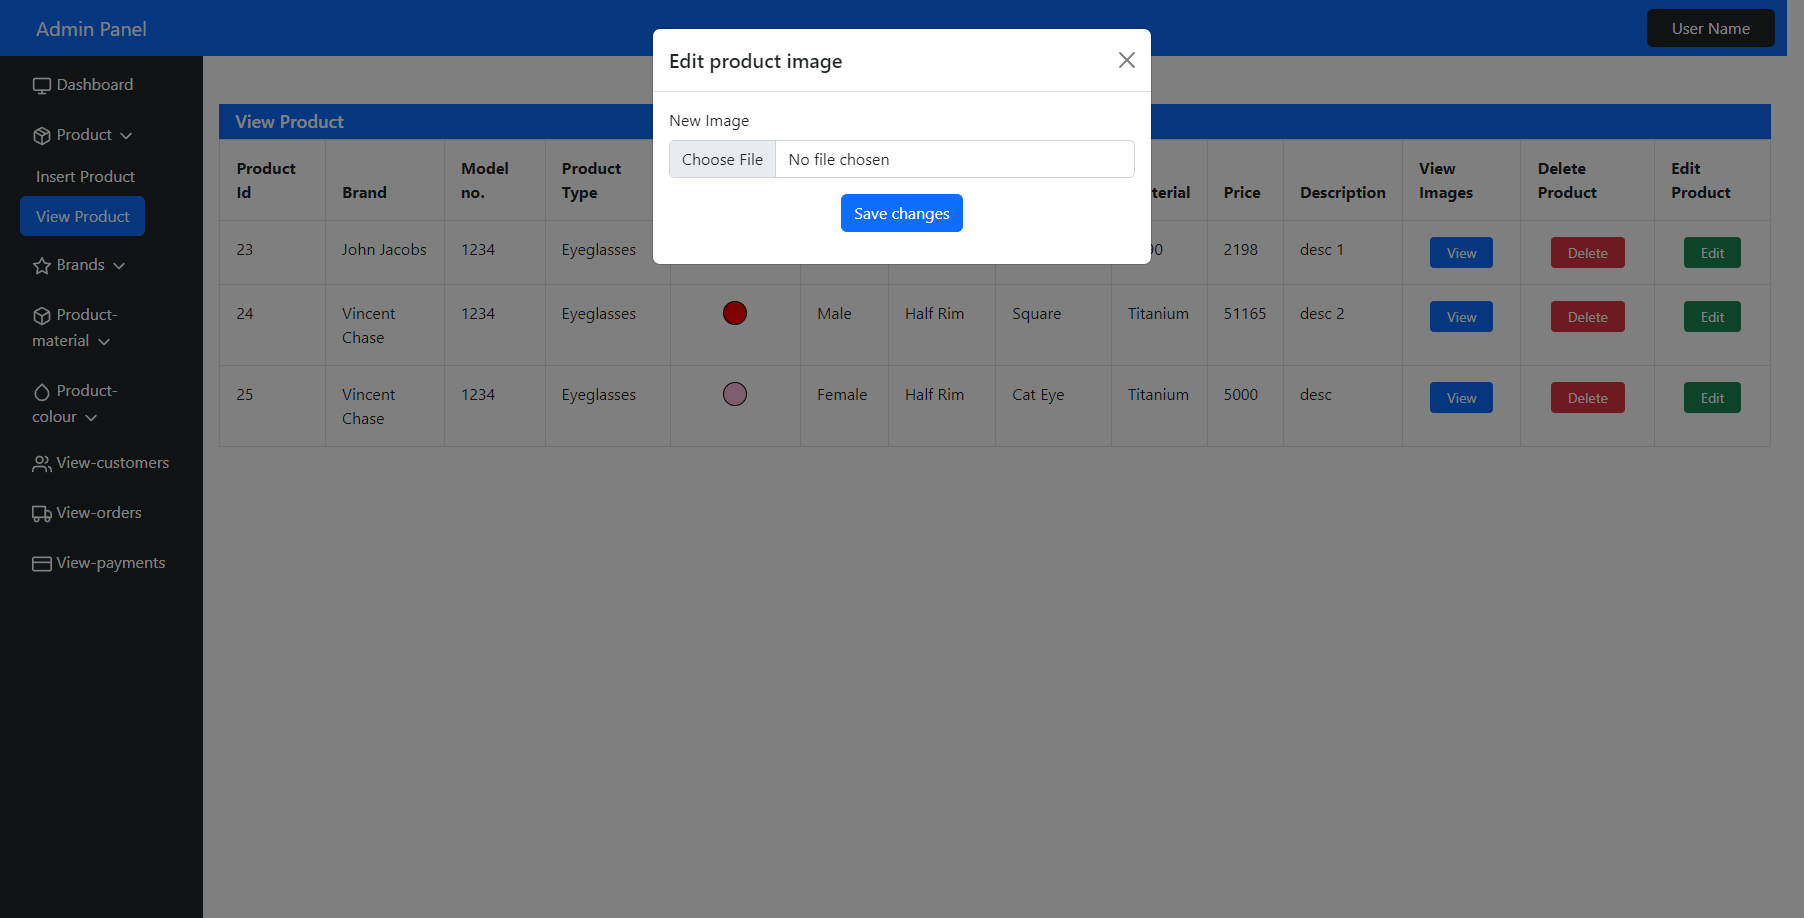 Admin Panel
User Name
Dashboard
Product
Insert Product
View Product
Brands
Product-
material
Product-
colour
View-customers
View-orders
View-payments
Edit product image
New Image
Choose File No file chosen
Save changes
View Product
Product Id Brand Model no. Product Type terial Price Description View Images Delete Product Edit Product
23 John Jacobs 1234 Eyeglasses 2198 desc 1 View Delete Edit
24 Vincent Chase 1234 Eyeglasses Male Half Rim Square Titanium 51165 desc 2 View Delete Edit
25 Vincent Chase 1234 Eyeglasses Female Half Rim Cat Eye Titanium 5000 desc View Delete Edit